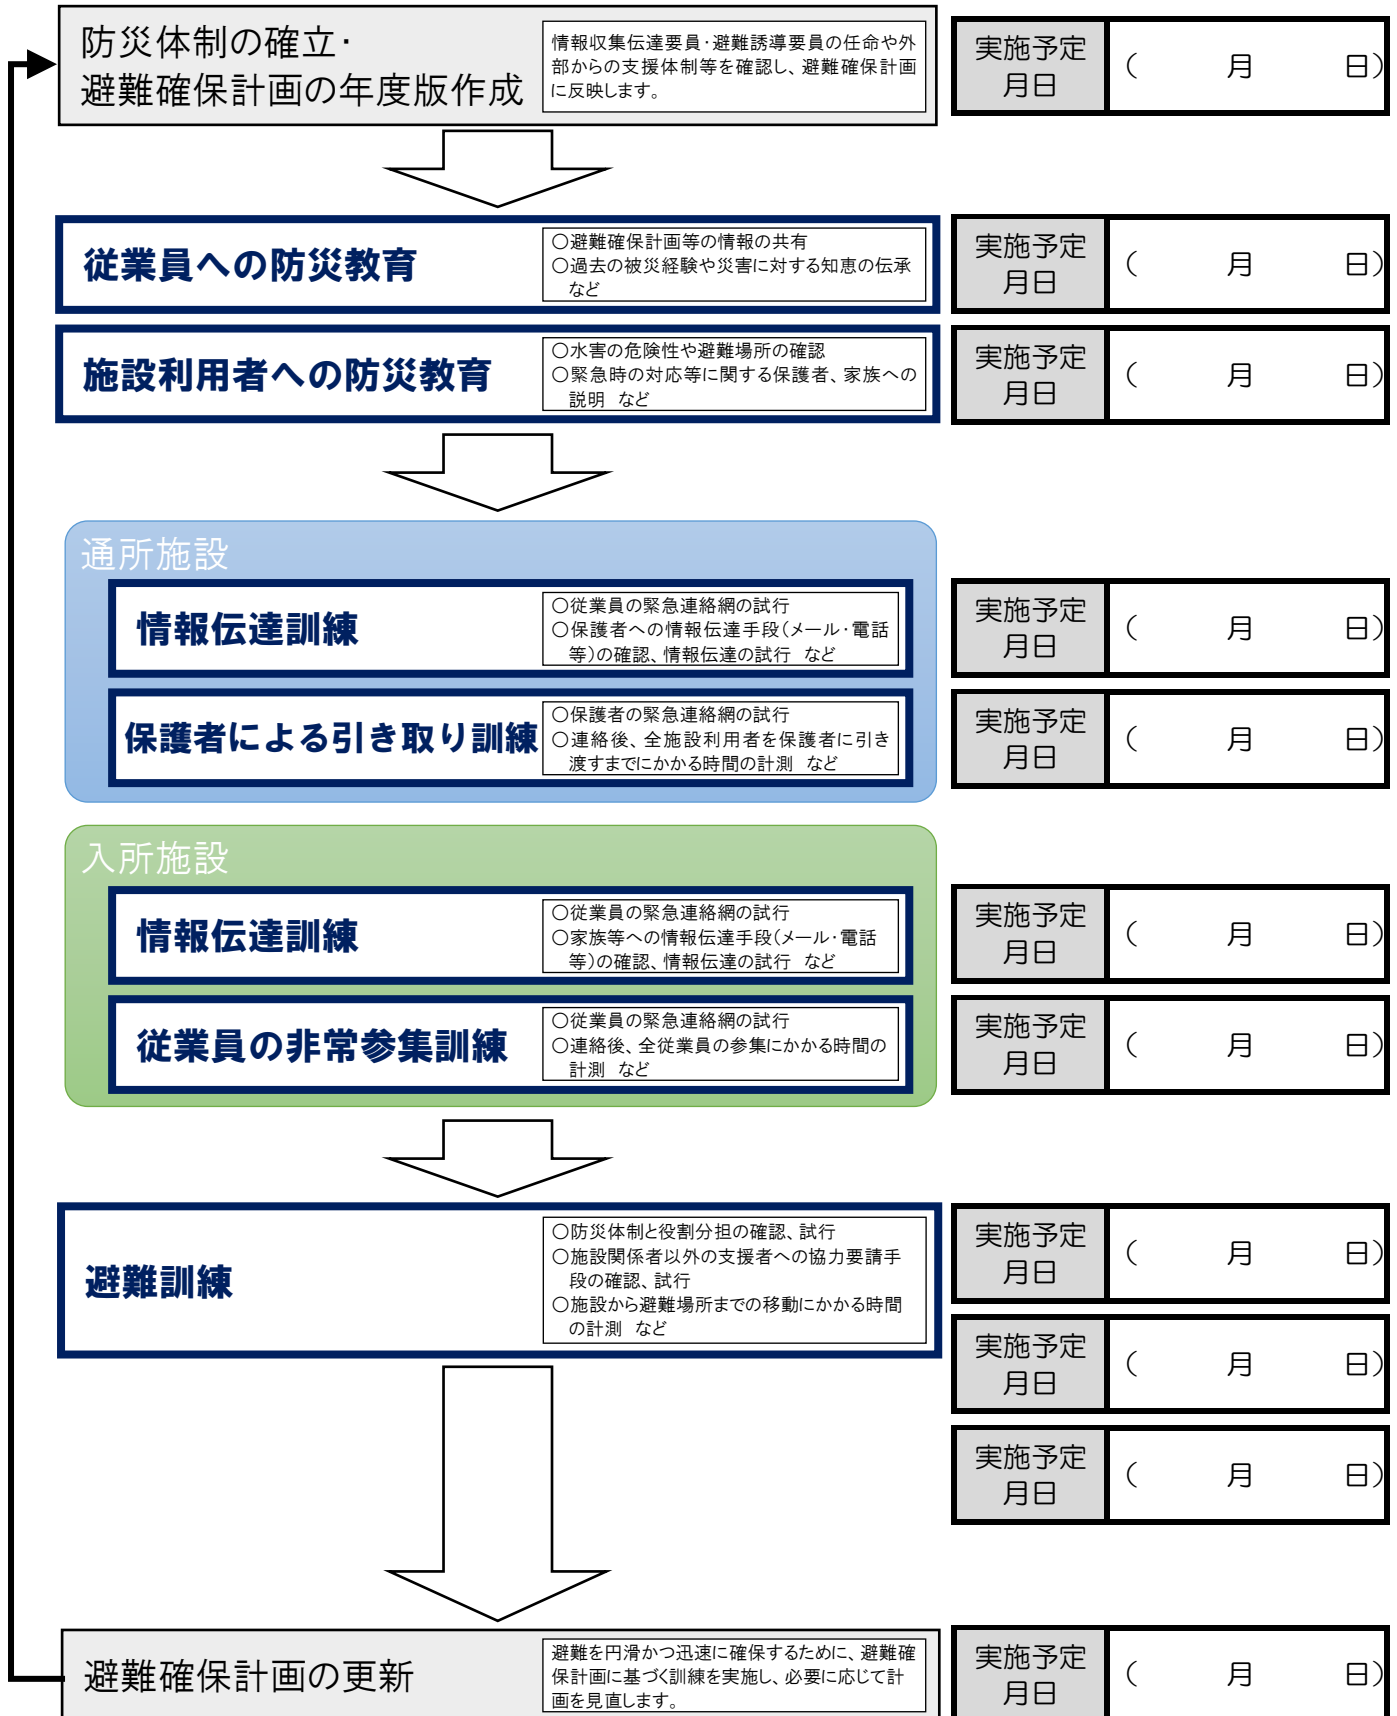 防災体制の確立・
避難確保計画の年度版作成
情報収集伝達要員・避難誘導要員の任命や外
部からの支援体制等を確認し、避難確保計画
に反映します。
実施予定
月日
（　月　日）
従業員への防災教育
○避難確保計画等の情報の共有
○過去の被災経験や災害に対する知恵の伝承
など
実施予定
月日
（　月　日）
施設利用者への防災教育
○水害の危険性や避難場所の確認
○緊急時の対応等に関する保護者、家族への
説明　など
実施予定
月日
（　月　日）
通所施設
情報伝達訓練
○従業員の緊急連絡網の試行
○保護者への情報伝達手段（メール・電話
等）の確認、情報伝達の試行　など
実施予定
月日
（　月　日）
保護者による引き取り訓練
○保護者の緊急連絡網の試行
○連絡後、全施設利用者を保護者に引き
渡すまでにかかる時間の計測　など
実施予定
月日
（　月　日）
入所施設
情報伝達訓練
○従業員の緊急連絡網の試行
○家族等への情報伝達手段（メール・電話
等）の確認、情報伝達の試行　など
実施予定
月日
（　月　日）
従業員の非常参集訓練
○従業員の緊急連絡網の試行
○連絡後、全従業員の参集にかかる時間の
計測　など
実施予定
月日
（　月　日）
避難訓練
○防災体制と役割分担の確認、試行
○施設関係者以外の支援者への協力要請手
段の確認、試行
○施設から避難場所までの移動にかかる時間
の計測　など
実施予定
月日
（　月　日）
実施予定
月日
（　月　日）
実施予定
月日
（　月　日）
避難確保計画の更新
避難を円滑かつ迅速に確保するために、避難確
保計画に基づく訓練を実施し、必要に応じて計
画を見直します。
実施予定
月日
（　月　日）